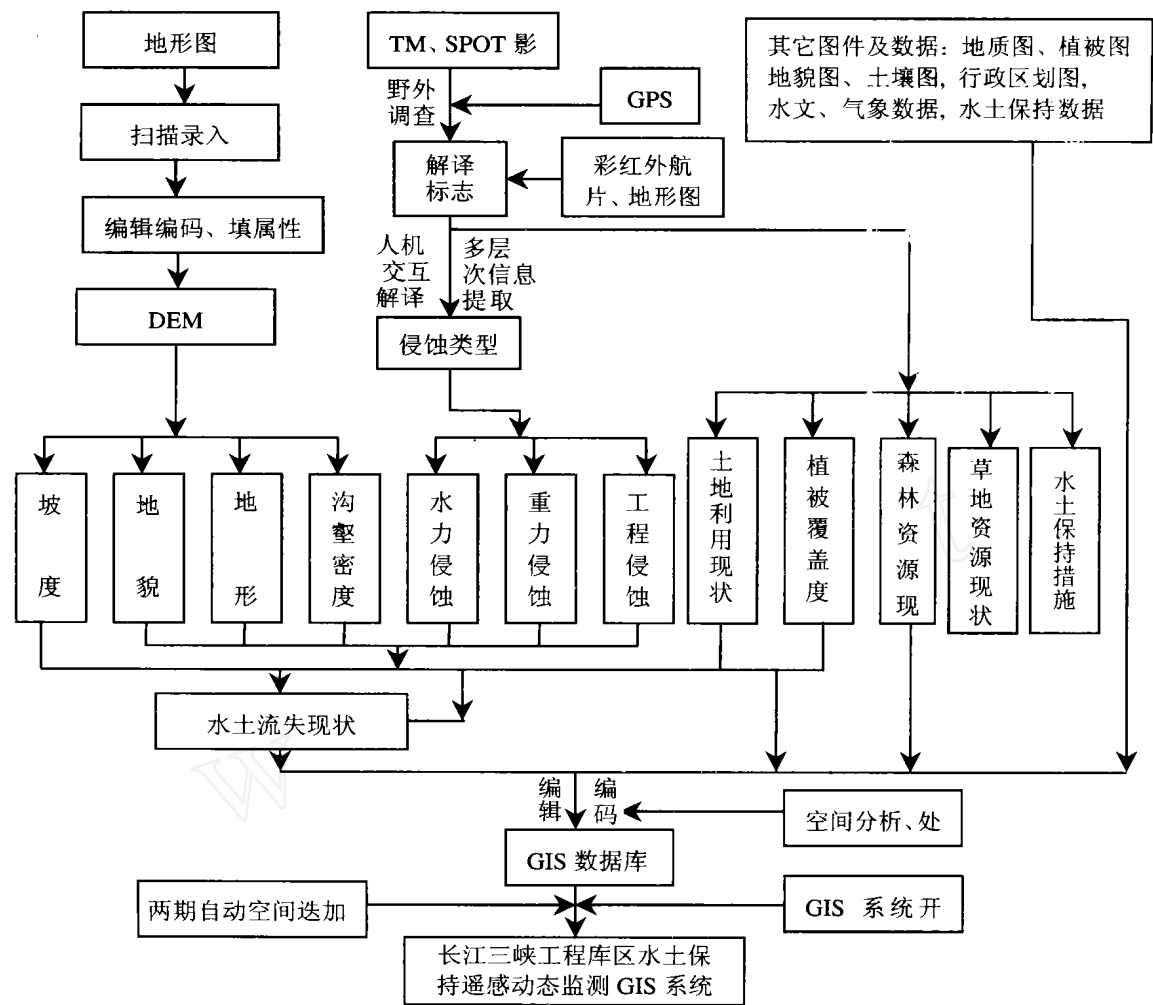 地形图
TM、SPOT 影
其它图件及数据：地质图、植被图
地貌图、土壤图，行政区划图，
水文、气象数据，水土保持数据
野外
调查
GPS
扫描录入
解译
标志
彩红外航
片、地形图
编辑编码、填属性
人机
交互
解译
多层
次信息
提取
DEM
侵蚀类型
坡度
地貌
地形
沟壑密度
水力侵蚀
重力侵蚀
工程侵蚀
土地利用现状
植被覆盖度
森林资源现
草地资源现状
水土保持措施
水土流失现状
编辑
编码
空间分析、处
GIS 数据库
两期自动空间迭加
GIS 系统开
长江三峡工程库区水土保
持遥感动态监测 GIS 系统